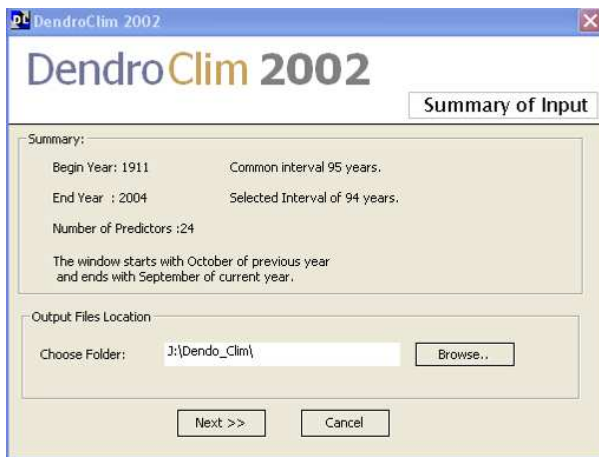 DendroClim 2002
DendroClim 2002
Summary of Input
Summary:
Begin Year: 1911 Common interval 95 years.
End Year : 2004 Selected Interval of 94 years.
Number of Predictors :24
The window starts with October of previous year
and ends with September of current year.
Output Files Location
Choose Folder: J:\Dendo_Clim\ Browse..
Next >> Cancel